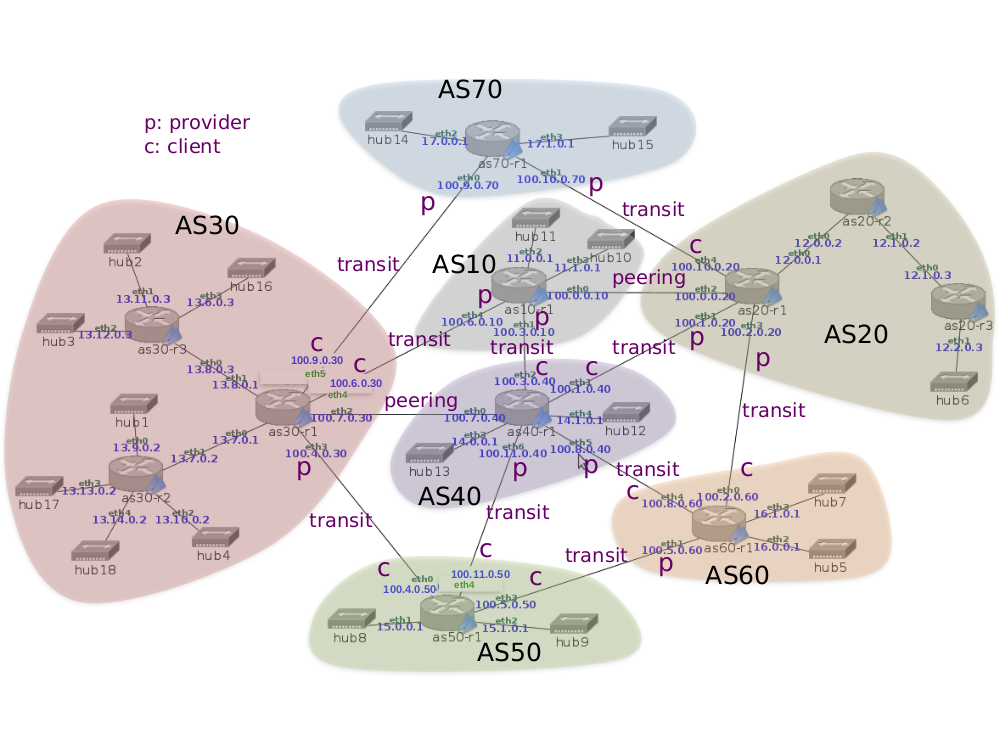 AS70
p: provider
c: client
hub14
eth2
17.0.0.1
eth3
17.1.0.1
hub15
as70-r1
eth0
100.9.0.70
eth1
100.10.0.70
p
p
transit
transit
c
AS30
hub2
hub16
eth1
13.11.0.3
eth3
13.6.0.3
hub3
eth2
13.12.0.3
as30-r3
eth0
13.8.0.3
eth1
13.8.0.1
c
100.9.0.30
eth5
c
100.6.0.30
eth4
hub1
eth0
13.9.0.2
eth0
13.7.0.1
as30-r1
eth2
100.7.0.30
eth3
100.4.0.30
p
eth1
13.7.0.2
hub17
eth3
13.13.0.2
as30-r2
eth4
13.14.0.2
eth2
13.10.0.2
hub18
hub4
AS10
hub11
hub10
eth2
11.0.0.1
eth3
11.1.0.1
p
as10-r1
eth0
100.0.0.10
eth4
100.6.0.10
p
eth1
100.3.0.10
peering
transit
transit
transit
AS20
as20-r2
eth0
12.0.0.2
eth1
12.1.0.2
eth4
100.10.0.20
eth0
12.0.0.1
eth0
12.1.0.3
eth2
100.0.0.20
as20-r1
as20-r3
eth1
100.1.0.20
eth3
100.2.0.20
p
p
eth1
12.2.0.3
hub6
peering
AS40
c
c
eth2
100.3.0.40
eth1
100.1.0.40
eth0
100.7.0.40
as40-r1
eth4
14.1.0.1
hub12
eth3
14.0.0.1
hub13
eth6
100.11.0.40
eth5
100.8.0.40
p
p
transit
transit
transit
transit
c
c
eth4
100.8.0.60
eth0
100.2.0.60
hub7
eth3
16.1.0.1
as60-r1
eth2
16.0.0.1
hub5
eth1
100.5.0.60
p
AS60
transit
c
c
c
eth0
100.4.0.50
100.11.0.50
eth4
eth3
100.5.0.50
hub8
eth1
15.0.0.1
as50-r1
eth2
15.1.0.1
hub9
AS50